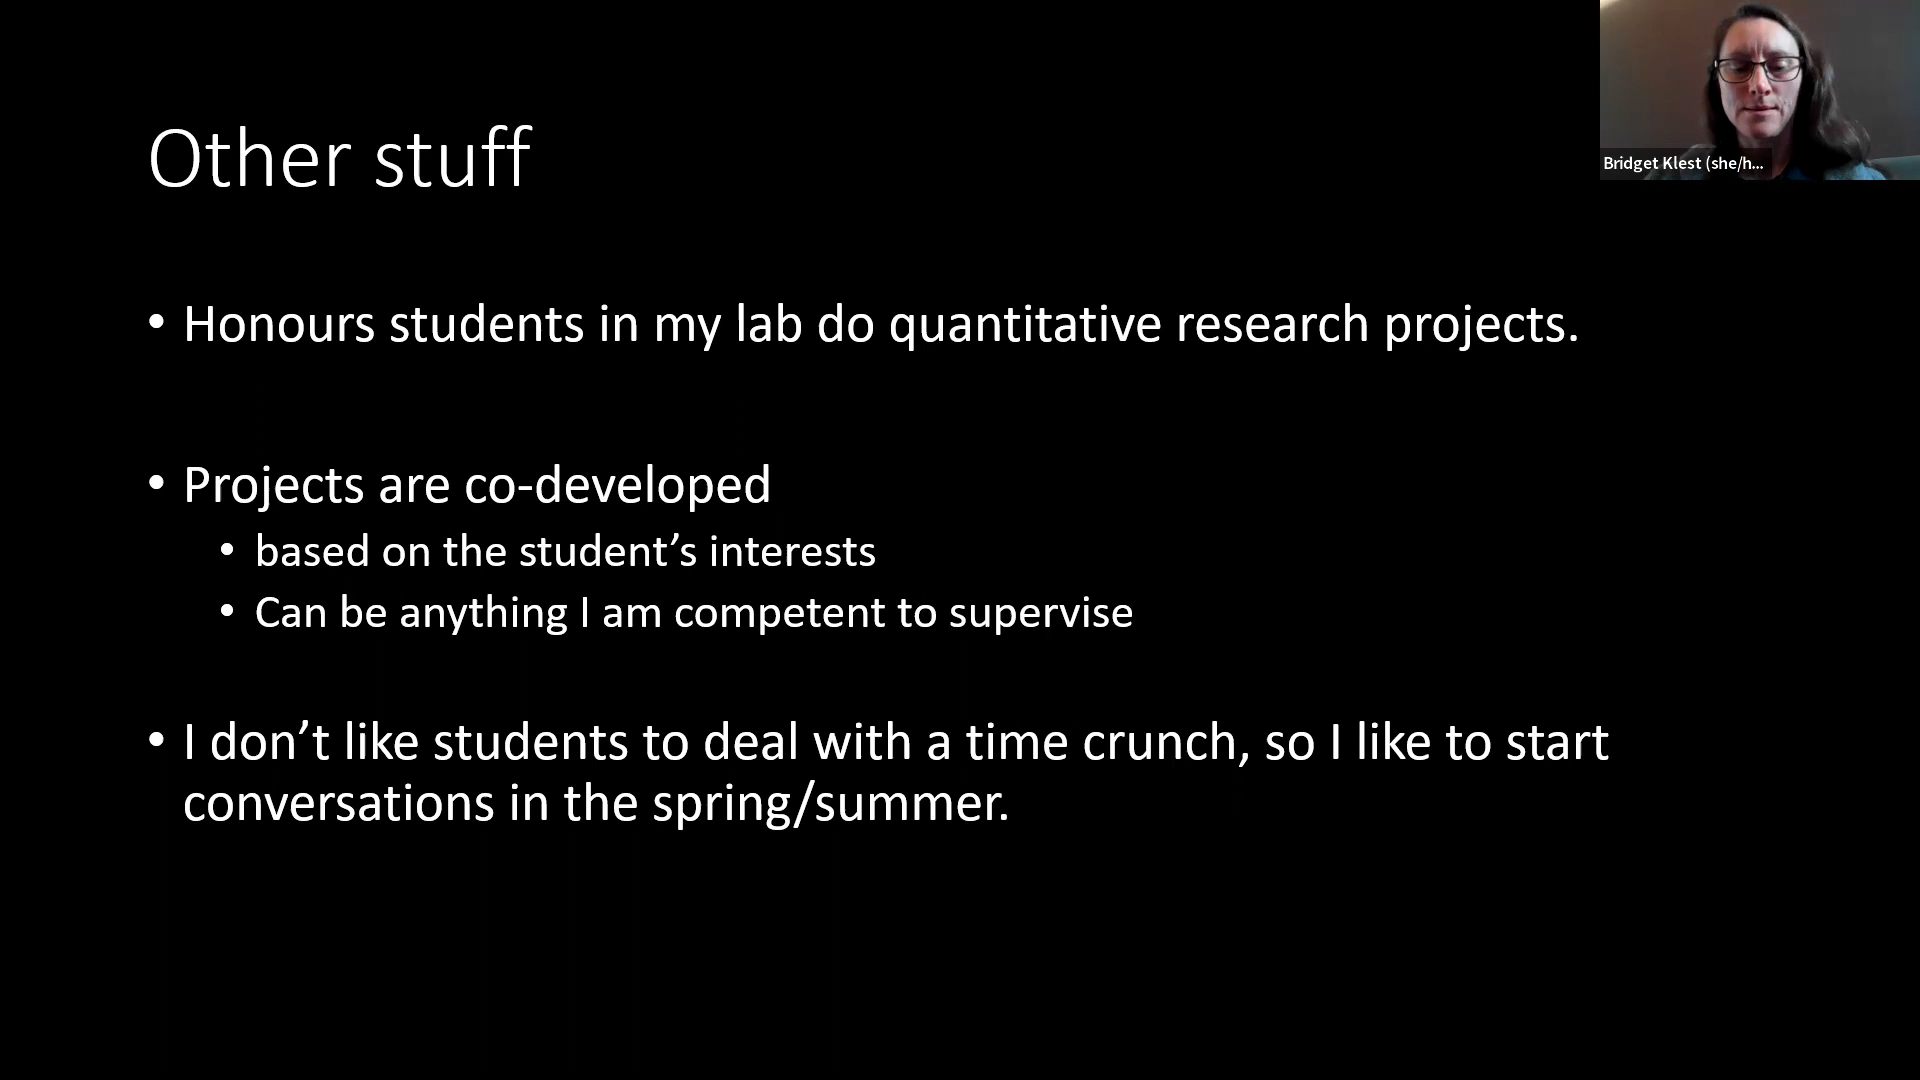 Other stuff
Bridget Klest (she/h...
• Honours students in my lab do quantitative research projects.
• Projects are co-developed
• based on the student’s interests
• Can be anything I am competent to supervise
• I don’t like students to deal with a time crunch, so I like to start
conversations in the spring/summer.